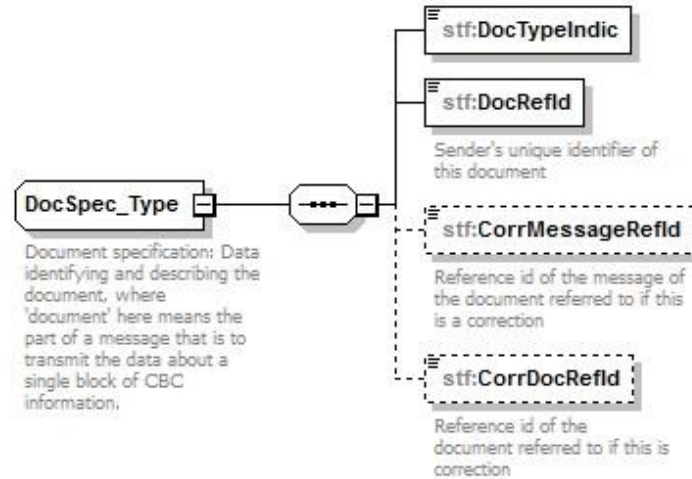 DocSpec_Type
Document specification: Data
identifying and describing the
document, where
'document' here means the
part of a message that is to
transmit the data about a
single block of CBC
information.
stf:DocTypeIndic
stf:DocRefId
Sender's unique identifier of
this document
stf:CorrMessageRefId
Reference id of the message of
the document referred to if this
is a correction
stf:CorrDocRefId
Reference id of the
document referred to if this is
correction